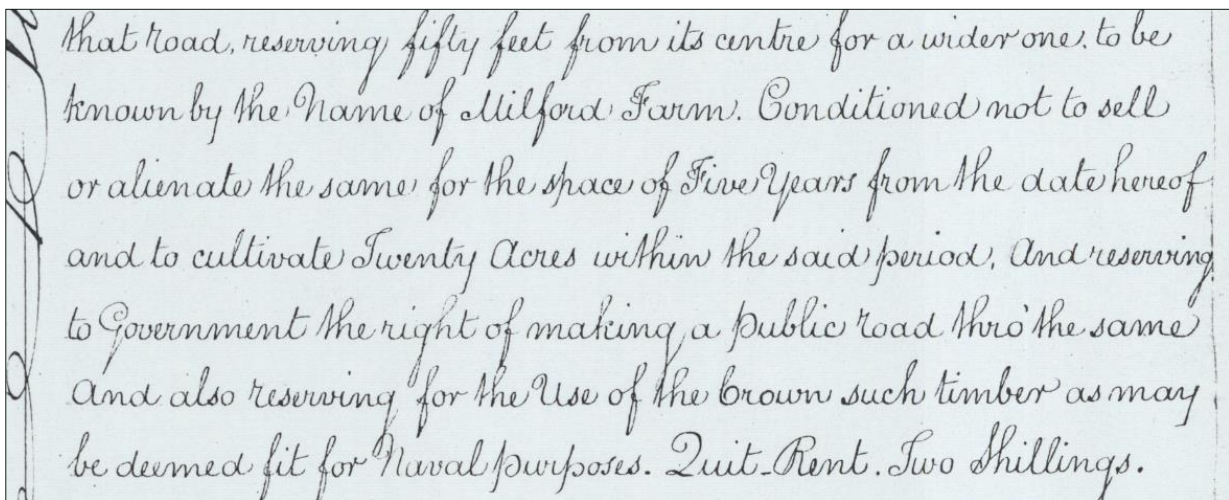 that road, reserving fifty feet from its centre for a wider one, to be
known by the Name of Milford Farm. Conditioned not to sell
or alienate the same for the space of Five Years from the date hereof
and to cultivate Twenty Acres within the said period, And reserving
to Government the right of making a public road thro' the same
And also reserving for the Use of the Crown such timber as may
be deemed fit for Naval purposes. Quit-Rent. Two Shillings.